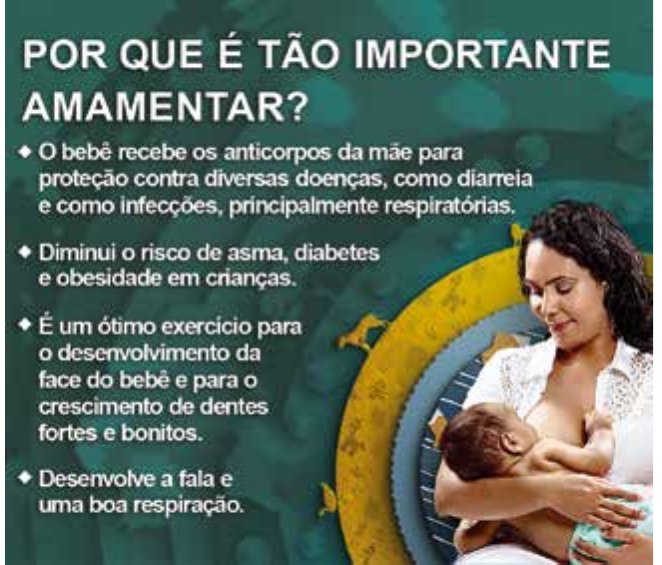 POR QUE É TÃO IMPORTANTE
AMAMENTAR?
◆ O bebê recebe os anticorpos da mãe para
proteção contra diversas doenças, como diarreia
e como infecções, principalmente respiratórias.
◆ Diminui o risco de asma, diabetes
e obesidade em crianças.
◆ É um ótimo exercício para
o desenvolvimento da
face do bebê e para o
crescimento de dentes
fortes e bonitos.
◆ Desenvolve a fala e
uma boa respiração.